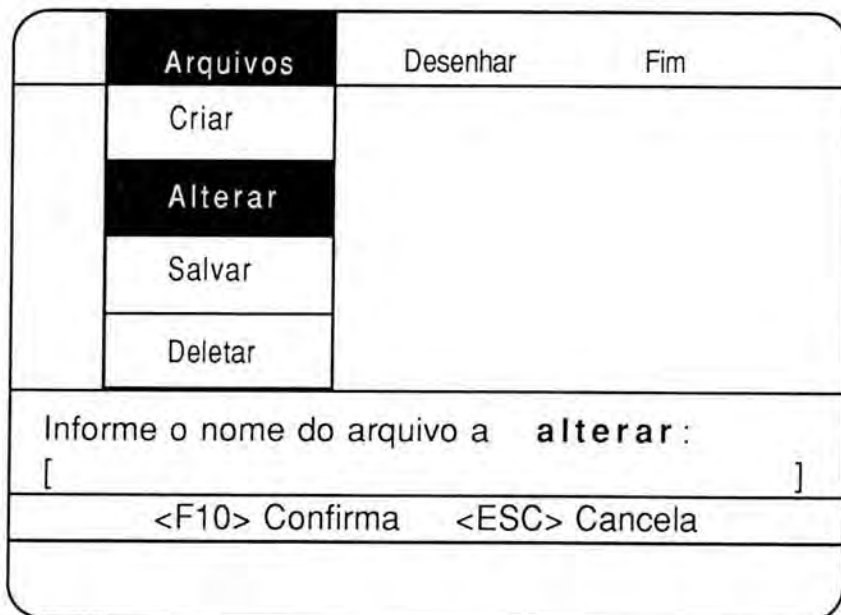 Arquivos Desenhar Fim
Criar
Alterar
Salvar
Deletar
Informe o nome do arquivo a alterar:
[ ]
<F10> Confirma <ESC> Cancela